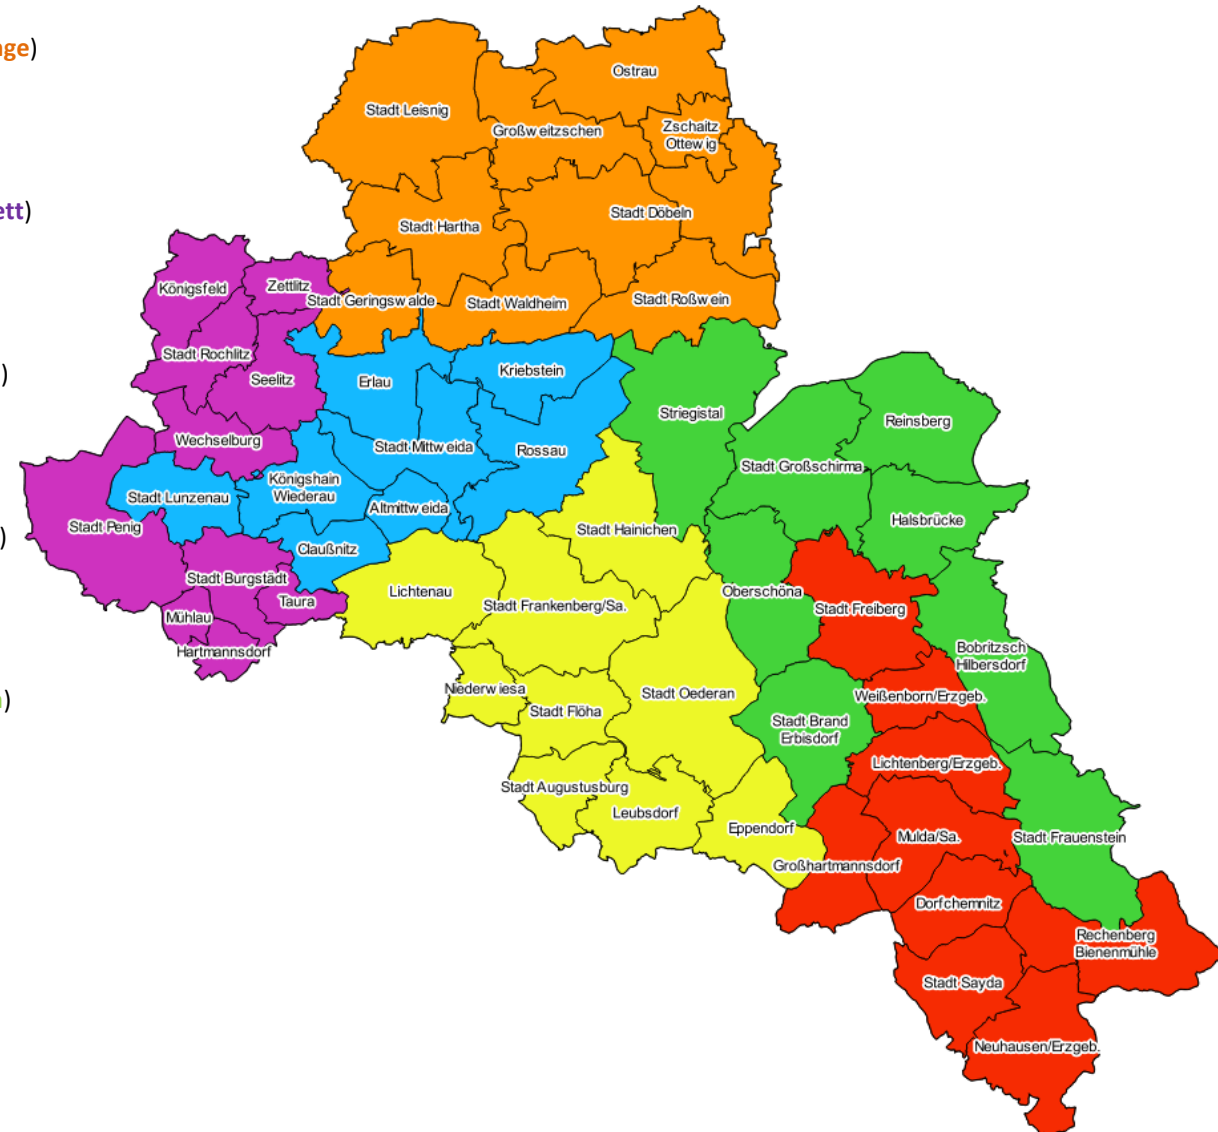 nge)
Ostrau
Stadt Leisnig
Großweitzschen
Zschaitz
Ottewig
ett)
Stadt Döbeln
Stadt Hartha
Königsfeld
Zettlitz
Stadt Geringswalde
Stadt Waldheim
Stadt Roßwein
Stadt Rochlitz
)
Seelitz
Erlau
Kriebstein
Striegistal
Reinsberg
Wechselburg
Stadt Mittweida
Rossau
Stadt Großschirma
Königshain
Wiederau
Stadt Lunzenau
Altmittweida
Halsbrücke
Stadt Penig
Stadt Hainichen
)
Claußnitz
Stadt Burgstädt
Lichtenau
Oberschöna
Taura
Stadt Frankenberg/Sa.
Stadt Freiberg
Mühlau
Hartmannsdorf
Bobritzsch
Hilbersdorf
Niederwiesa
Stadt Oederan
Weißenborn/Erzgeb.
)
Stadt Flöha
Stadt Brand
Erbisdorf
Lichtenberg/Erzgeb.
Stadt Augustusburg
Leubsdorf
Eppendorf
Mulda/Sa.
Stadt Frauenstein
Großhartmannsdorf
Dorfchemnitz
Rechenberg
Bienenmühle
Stadt Sayda
Neuhausen/Erzgeb.